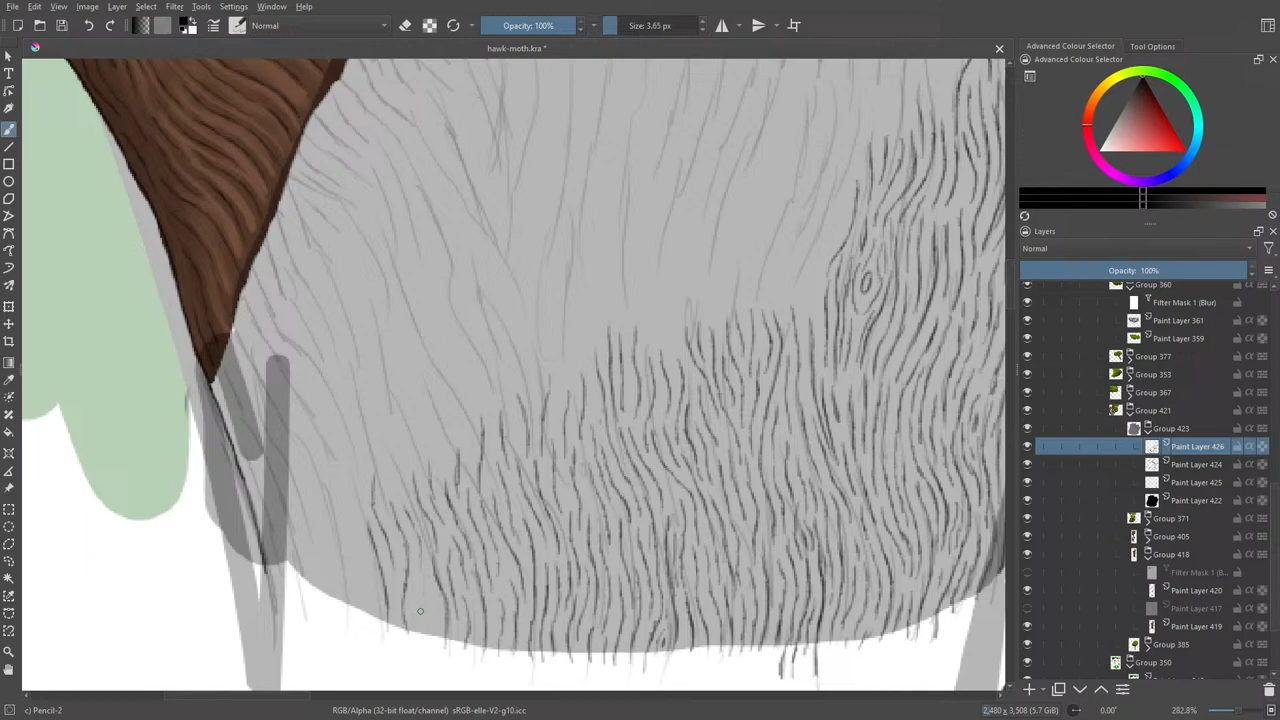 File Edit View Image Layer Select Filter Tools Settings Window Help
Normal Opacity: 100% Size: 3.65 px
hawk-moth.kra *
Advanced Colour Selector Tool Options
Advanced Colour Selector
Layers
Normal
Opacity: 100%
Group 360
Filter Mask 1 (Blur)
Paint Layer 361
Paint Layer 359
Group 377
Group 353
Group 367
Group 421
Group 423
Paint Layer 426
Paint Layer 424
Paint Layer 425
Paint Layer 422
Group 371
Group 405
Group 418
Filter Mask 1 (B...
Paint Layer 420
Paint Layer 417
Paint Layer 419
Group 385
Group 350
c) Pencil-2 RGB/Alpha (32-bit float/channel) sRGB-elle-V2-g10.icc 2,480 x 3,508 (5.7 GiB) 0.00° 282.8%